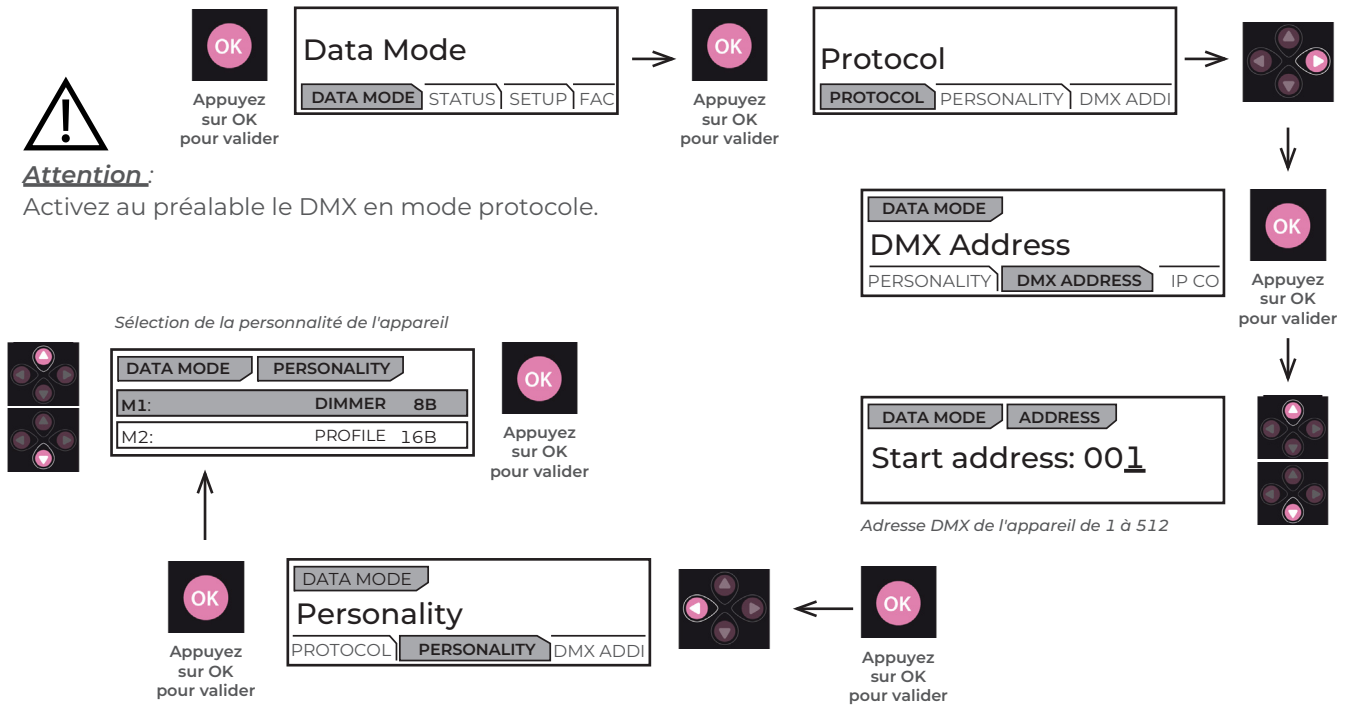 OK
Appuyez
sur OK
pour valider
Data Mode
DATA MODE STATUS SETUP FAC
OK
Appuyez
sur OK
pour valider
Protocol
PROTOCOL PERSONALITY DMX ADDI
Attention :
Activez au préalable le DMX en mode protocole.
DATA MODE
DMX Address
PERSONALITY DMX ADDRESS IP CO
OK
Appuyez
sur OK
pour valider
DATA MODE ADDRESS
Start address: 001
Adresse DMX de l'appareil de 1 à 512
OK
Appuyez
sur OK
pour valider
DATA MODE
Personality
PROTOCOL PERSONALITY DMX ADDI
OK
Appuyez
sur OK
pour valider
Sélection de la personnalité de l'appareil
DATA MODE PERSONALITY
M1: DIMMER 8B
M2: PROFILE 16B
OK
Appuyez
sur OK
pour valider